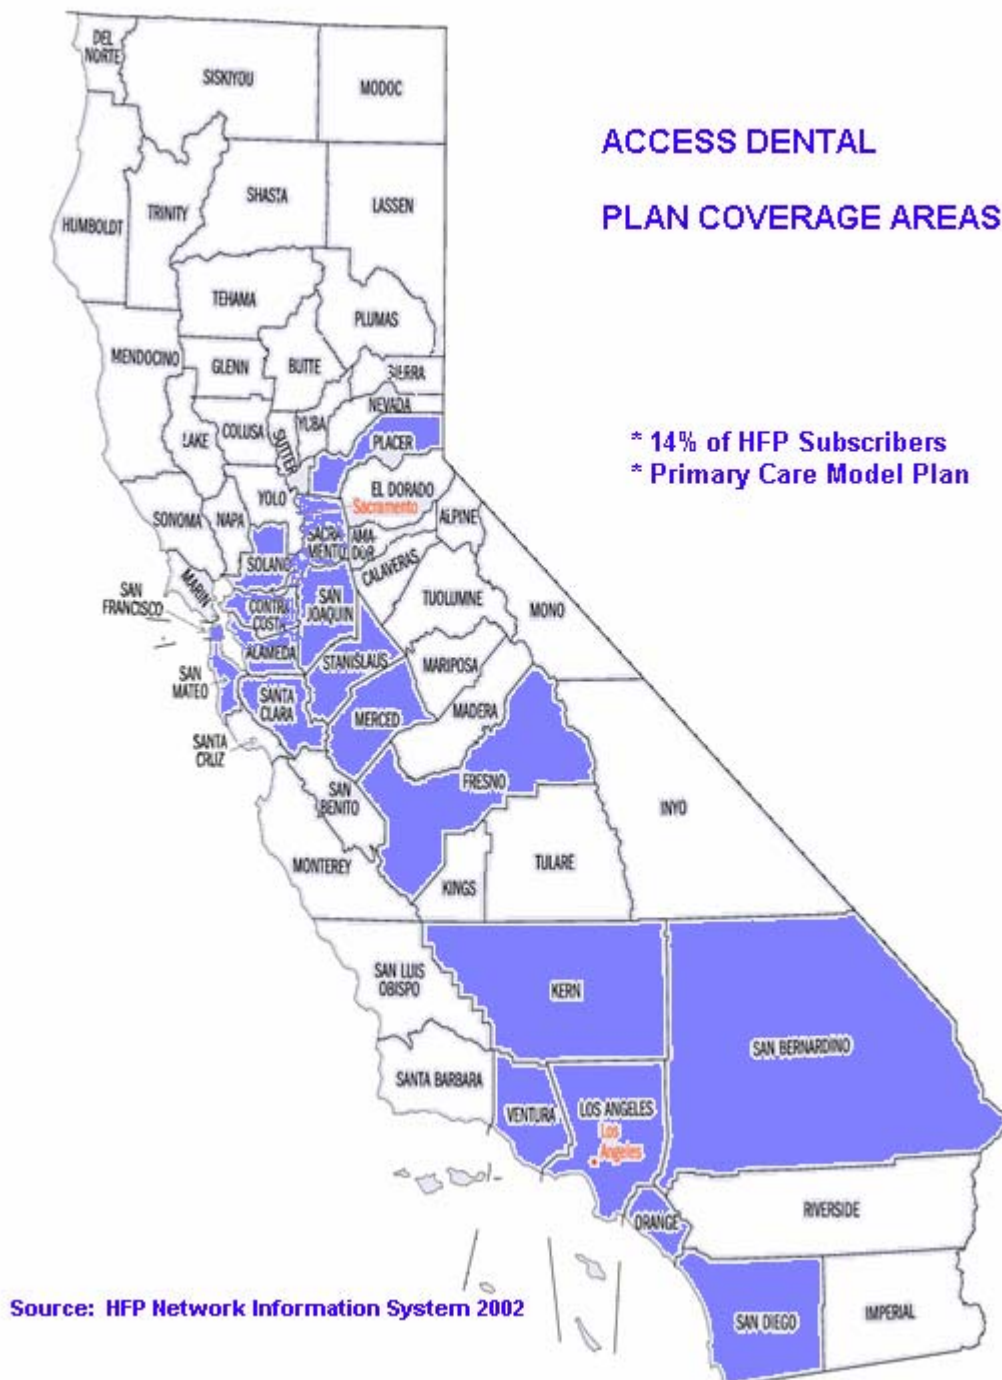 DEL
NORTE
SISKIYOU
MODOC
ACCESS DENTAL
PLAN COVERAGE AREAS
HUMBOLDT
TRINITY
SHASTA
LASSEN
TEHAMA
PLUMAS
MENDOCINO
GLENN
BUTTE
SIERRA
NEVADA
LAKE
COLUSA
SUTTER
YUBA
PLACER
* 14% of HFP Subscribers
* Primary Care Model Plan
SONOMA
NAPA
YOLO
EL DORADO
Sacramento
ALPINE
SACRA
MENTO
AMA-
DOR
CALAVERAS
SOLANO
MARIN
SAN
FRANCISCO
CONTRA
COSTA
SAN
JOAQUIN
TUOLUMNE
MONO
ALAMEDA
STANISLAUS
MARIPOSA
SAN
MATEO
SANTA
CLARA
MERCED
MADERA
SANTA
CRUZ
SAN
BENITO
FRESNO
INYO
MONTEREY
KINGS
TULARE
SAN LUIS
OBISPO
KERN
SAN BERNARDINO
SANTA BARBARA
VENTURA
LOS ANGELES
Los
Angeles
ORANGE
RIVERSIDE
SAN DIEGO
IMPERIAL
Source: HFP Network Information System 2002